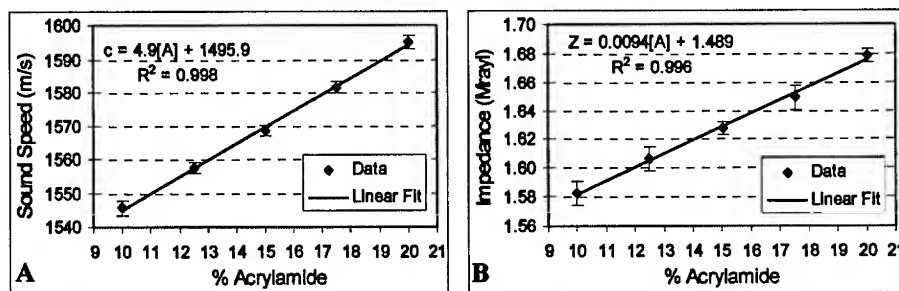 c = 4.9[A] + 1495.9
R² = 0.998
1600
1590
1580
1570
1560
1550
1540
Sound Speed (m/s)
Data
Linear Fit
9 10 11 12 13 14 15 16 17 18 19 20 21
% Acrylamide
A
Z = 0.0094[A] + 1.489
R² = 0.996
1.70
1.68
1.66
1.64
1.62
1.60
1.58
1.56
Impedance (Mrayl)
Data
Linear Fit
9 10 11 12 13 14 15 16 17 18 19 20 21
% Acrylamide
B